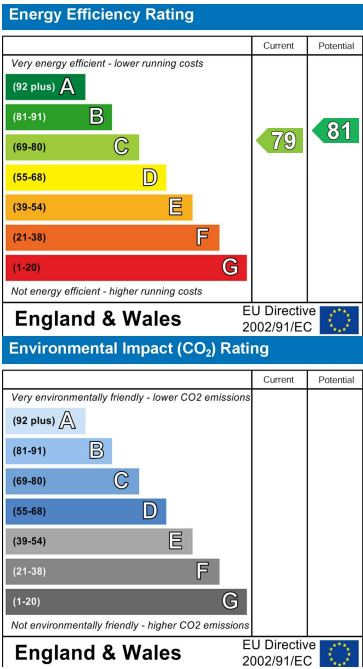 Energy Efficiency Rating
Current Potential
Very energy efficient - lower running costs
(92 plus) A
(81-91) B
(69-80) C
79
81
(55-68) D
(39-54) E
(21-38) F
(1-20) G
Not energy efficient - higher running costs
England & Wales
EU Directive
2002/91/EC
Environmental Impact (CO₂) Rating
Current Potential
Very environmentally friendly - lower CO2 emissions
(92 plus) A
(81-91) B
(69-80) C
(55-68) D
(39-54) E
(21-38) F
(1-20) G
Not environmentally friendly - higher CO2 emissions
England & Wales
EU Directive
2002/91/EC